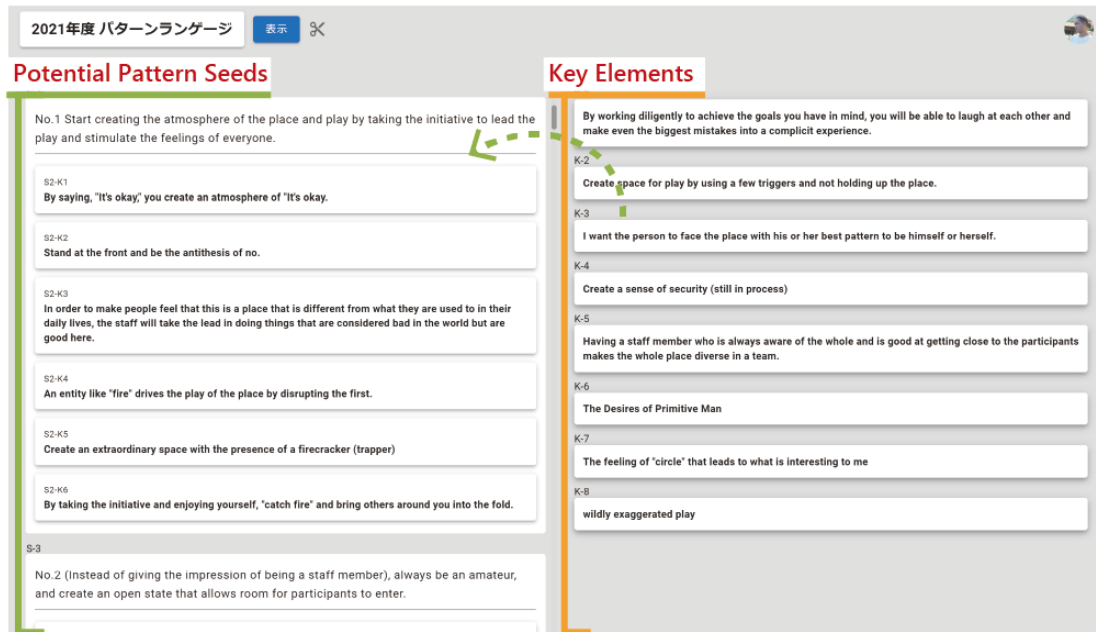 2021年度 パターンランゲージ
表示
Potential Pattern Seeds
No.1 Start creating the atmosphere of the place and play by taking the initiative to lead the
play and stimulate the feelings of everyone.
S2-K1
By saying, "It's okay," you create an atmosphere of "It's okay.
S2-K2
Stand at the front and be the antithesis of no.
S2-K3
In order to make people feel that this is a place that is different from what they are used to in their
daily lives, the staff will take the lead in doing things that are considered bad in the world but are
good here.
S2-K4
An entity like "fire" drives the play of the place by disrupting the first.
S2-K5
Create an extraordinary space with the presence of a firecracker (trapper)
S2-K6
By taking the initiative and enjoying yourself, "catch fire" and bring others around you into the fold.
S-3
No.2 (Instead of giving the impression of being a staff member), always be an amateur,
and create an open state that allows room for participants to enter.
Key Elements
By working diligently to achieve the goals you have in mind, you will be able to laugh at each other and
make even the biggest mistakes into a complicit experience.
K-2
Create space for play by using a few triggers and not holding up the place.
K-3
I want the person to face the place with his or her best pattern to be himself or herself.
K-4
Create a sense of security (still in process)
K-5
Having a staff member who is always aware of the whole and is good at getting close to the participants
makes the whole place diverse in a team.
K-6
The Desires of Primitive Man
K-7
The feeling of "circle" that leads to what is interesting to me
K-8
wildly exaggerated play